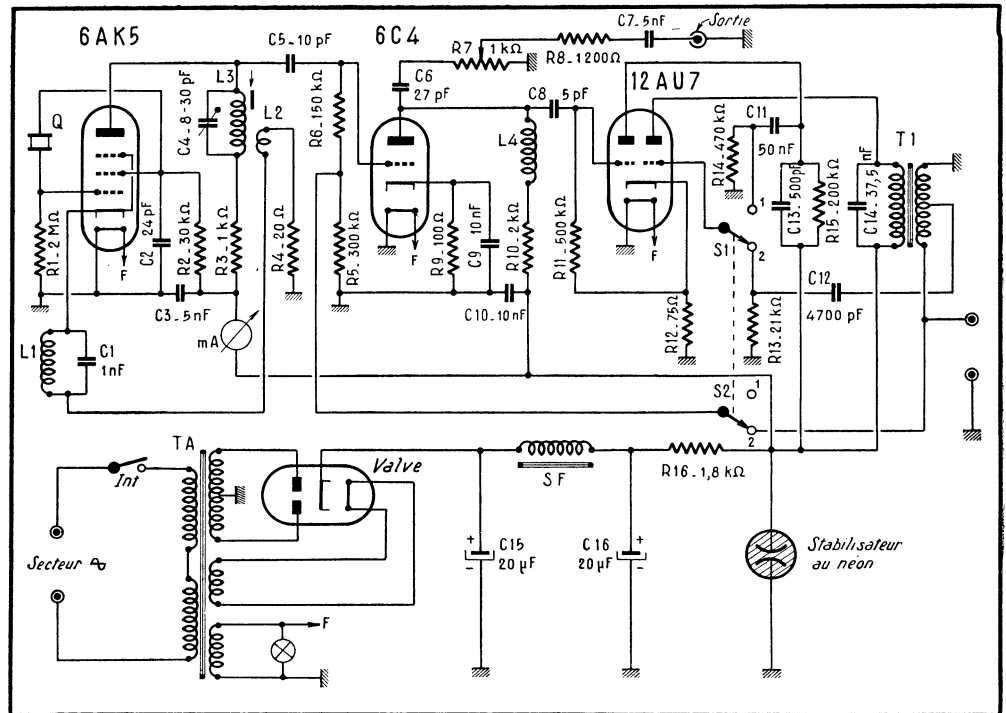 6AK5
C5_10 pF
6C4
C7_5nF
Sortie
R7
1 kΩ
R8_1200Ω
12AU7
Q
C4_8-30 pF
L3
L2
R6_150 kΩ
C6
27 pF
C8
5 pF
L4
R14_470 kΩ
C11
50 nF
T1
R1_2 MΩ
F
C2
24 pF
R2_30 kΩ
R3_1 kΩ
R4_20 Ω
R5_300 kΩ
F
R9_100 Ω
C9
10 nF
R10_2 kΩ
R11_500 kΩ
F
1
S1
2
C13_500pF
R15_200 kΩ
C14_37,5 nF
C3_5nF
C10_10nF
R12_75Ω
R13_21 kΩ
C12
4700 pF
L1
C1
1nF
mA
S2
1
2
TA
Int
Valve
SF
R16_1,8 kΩ
Secteur
C15
20 µF
+
-
C16
20 µF
+
-
Stabilisateur
au néon
F